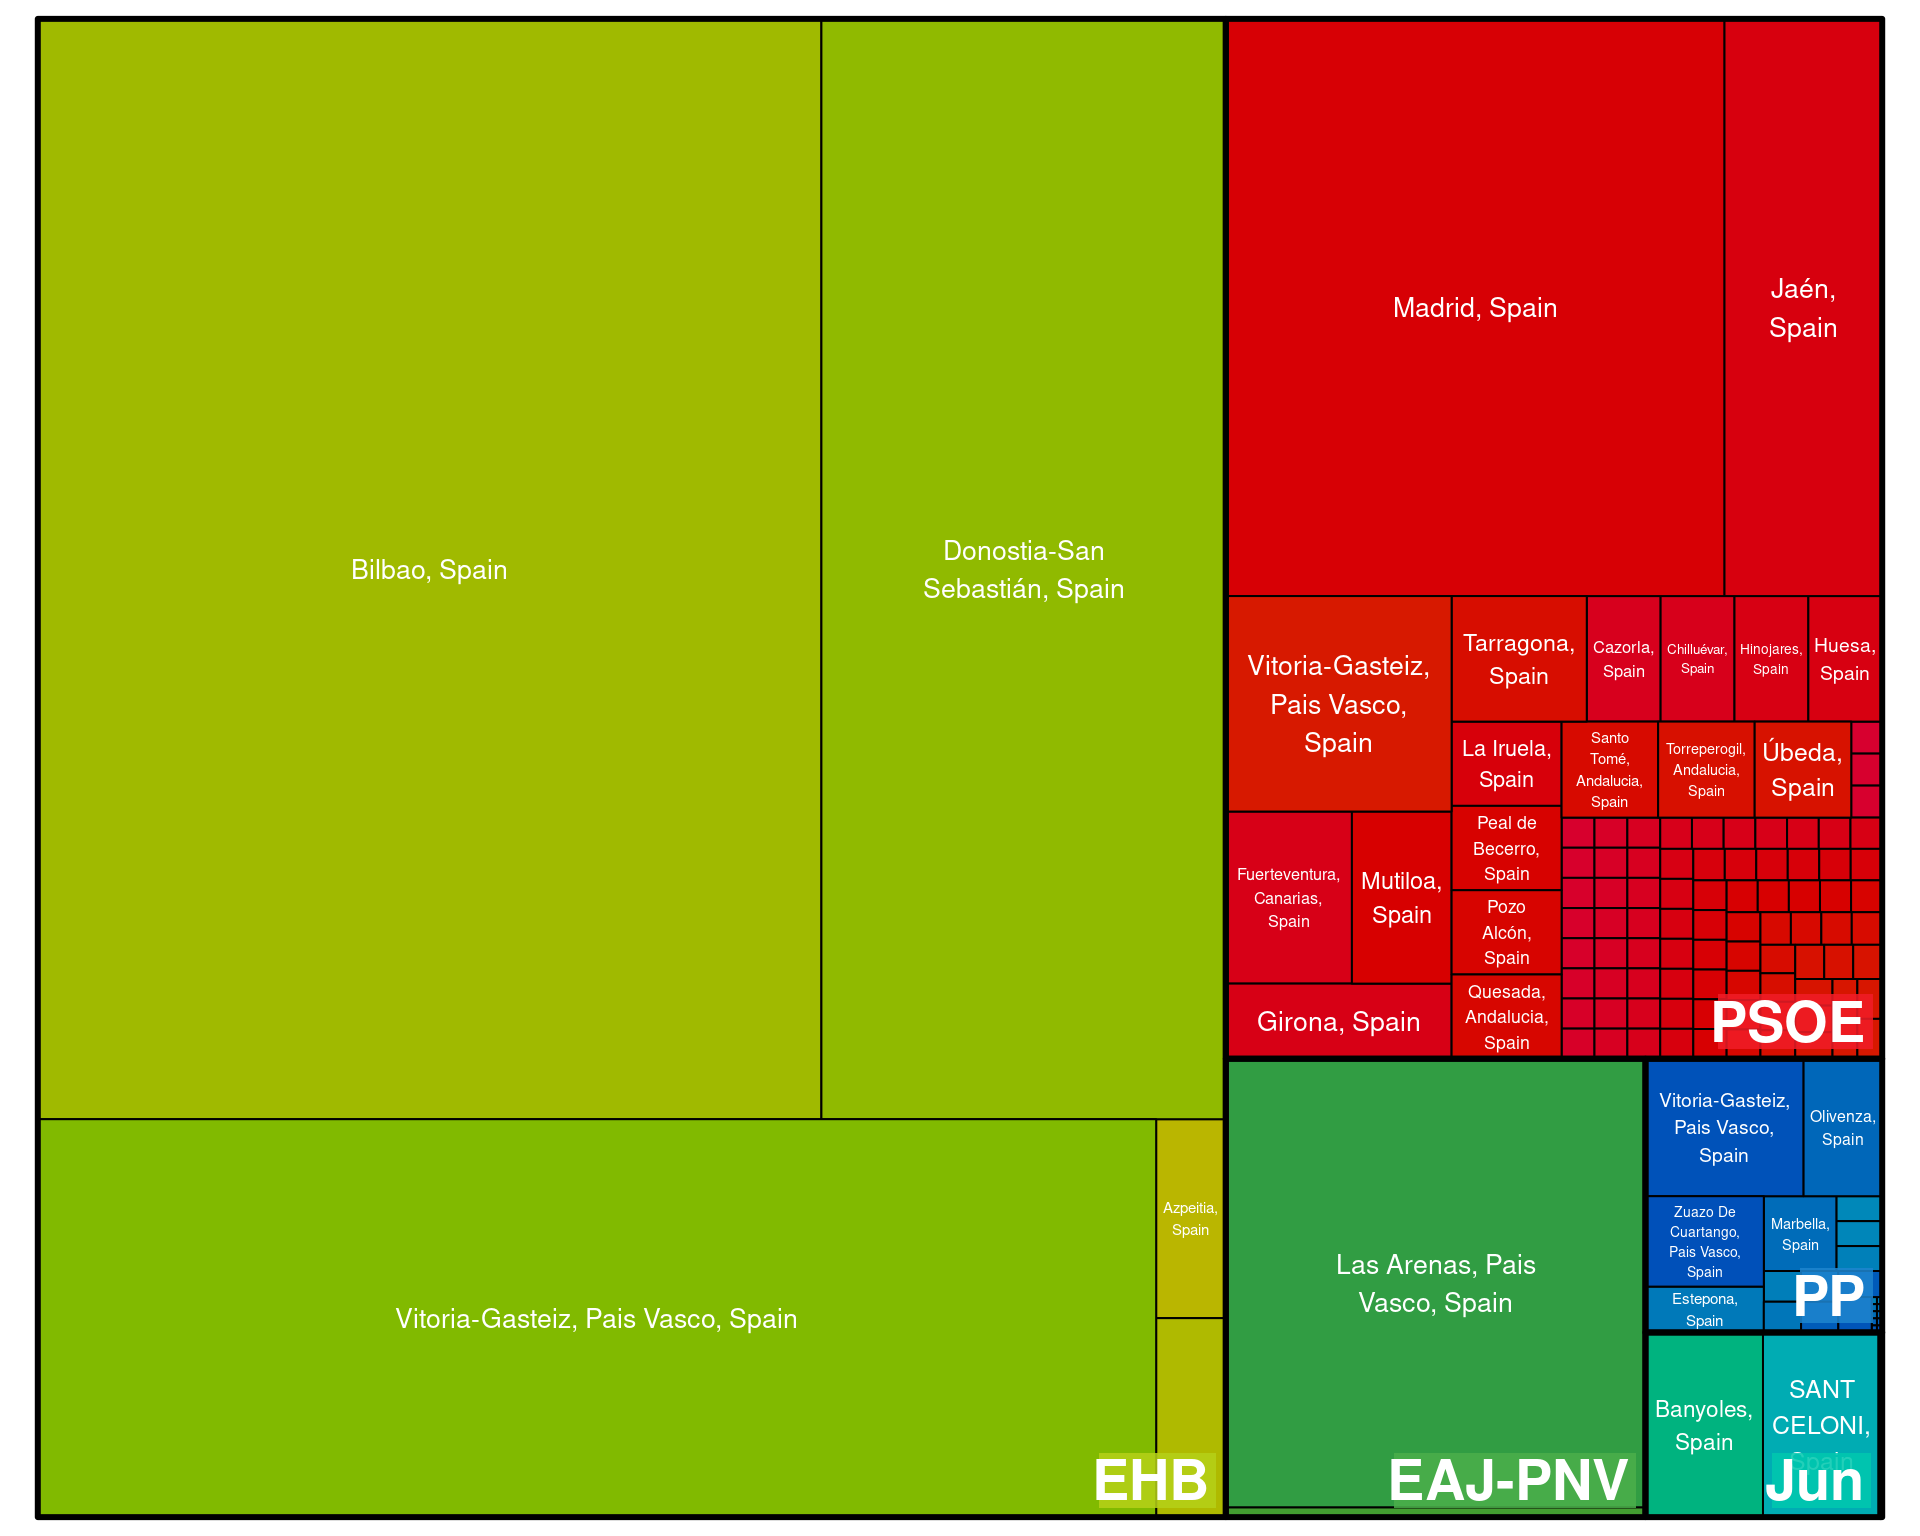 Bilbao, Spain
Donostia-San
Sebastián, Spain
Vitoria-Gasteiz, Pais Vasco, Spain
Azpeitia,
Spain
EHB
Madrid, Spain
Jaén,
Spain
Vitoria-Gasteiz,
Pais Vasco,
Spain
Tarragona,
Spain
Cazorla,
Spain
Chilluévar,
Spain
Hinojares,
Spain
Huesa,
Spain
La Iruela,
Spain
Santo
Tomé,
Andalucia,
Spain
Torreperogil,
Andalucia,
Spain
Úbeda,
Spain
Fuerteventura,
Canarias,
Spain
Mutiloa,
Spain
Peal de
Becerro,
Spain
Pozo
Alcón,
Spain
Girona, Spain
Quesada,
Andalucia,
Spain
PSOE
Las Arenas, Pais
Vasco, Spain
EAJ-PNV
Vitoria-Gasteiz,
Pais Vasco,
Spain
Olivenza,
Spain
Zuazo De
Cuartango,
Pais Vasco,
Spain
Marbella,
Spain
Estepona,
Spain
PP
Banyoles,
Spain
SANT
CELONI,
Spain
Jun